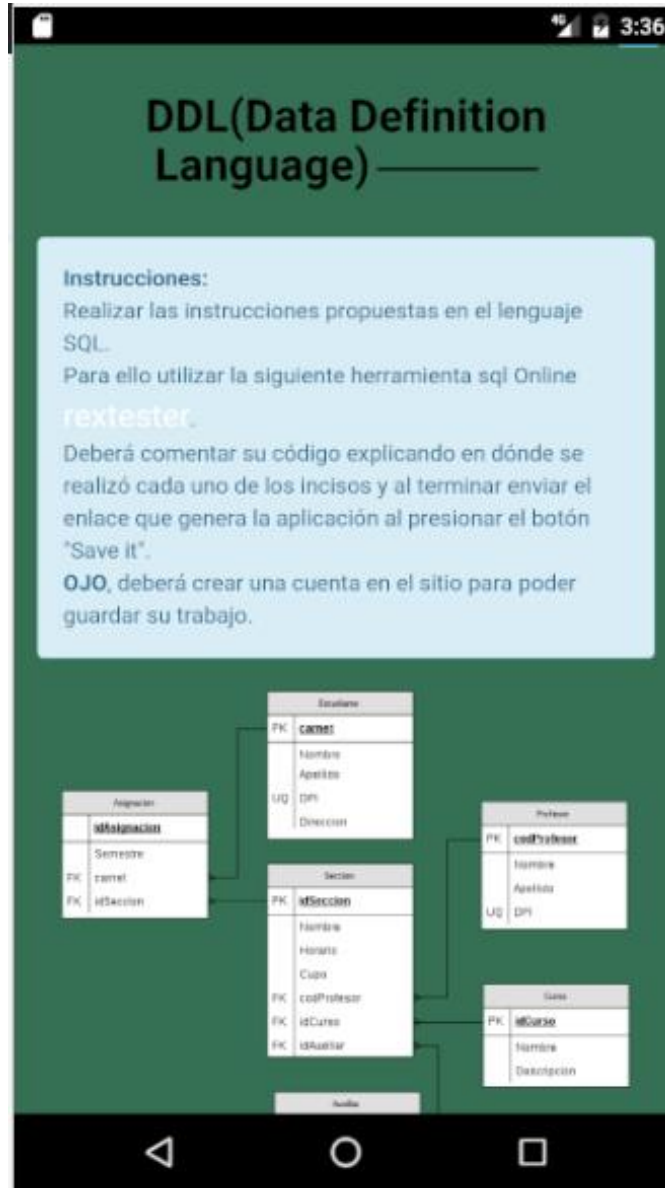 4G 3:36
DDL(Data Definition
Language)
Instrucciones:
Realizar las instrucciones propuestas en el lenguaje
SQL.
Para ello utilizar la siguiente herramienta sql Online
rextester.
Deberá comentar su código explicando en dónde se
realizó cada uno de los incisos y al terminar enviar el
enlace que genera la aplicación al presionar el botón
"Save it".
OJO, deberá crear una cuenta en el sitio para poder
guardar su trabajo.
Estudiante
PK carnet
Nombre
Apellido
UQ DPI
Direccion
Asignacion
idAsignacion
Semestre
FK carnet
FK idSeccion
Seccion
PK idSeccion
Nombre
Horario
Cupo
FK codProfesor
FK idCurso
FK idAuxiliar
Profesor
PK codProfesor
Nombre
Apellido
UQ DPI
Curso
PK idCurso
Nombre
Descripcion
Auxiliar